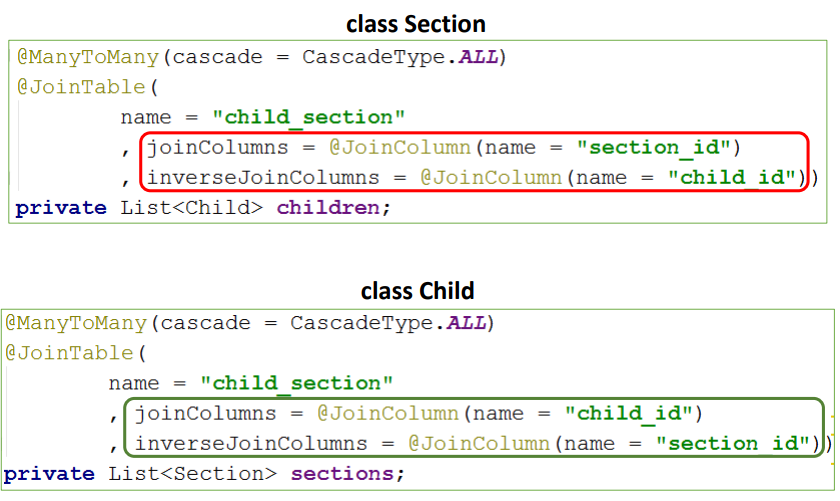 class Section
@ManyToMany(cascade = CascadeType.ALL)
@JoinTable(
name = "child_section"
, joinColumns = @JoinColumn(name = "section_id")
, inverseJoinColumns = @JoinColumn(name = "child_id"))
private List<Child> children;
class Child
@ManyToMany(cascade = CascadeType.ALL)
@JoinTable(
name = "child_section"
, joinColumns = @JoinColumn(name = "child_id")
, inverseJoinColumns = @JoinColumn(name = "section_id"))
private List<Section> sections;